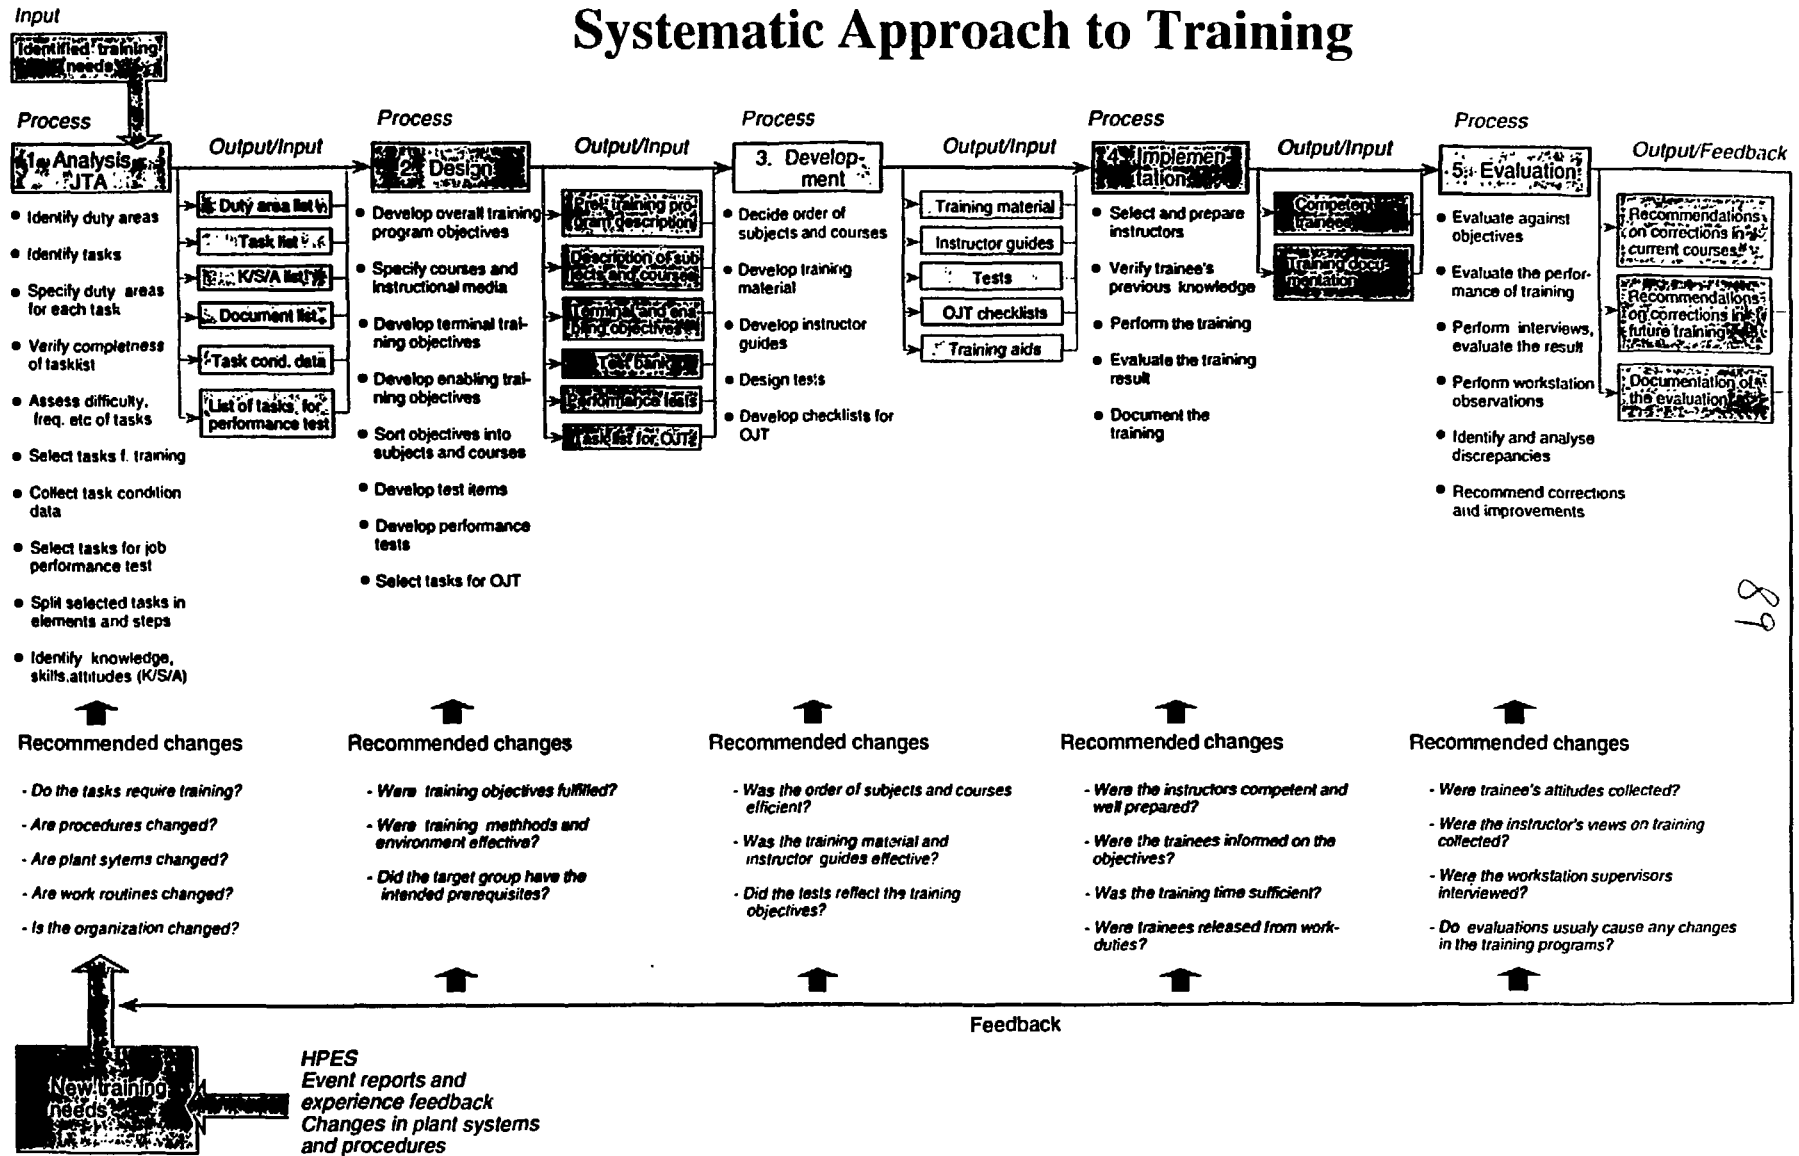 Systematic Approach to Training
Input
Identified training
needs
Process
1. Analysis
JTA
• Identify duty areas
• Identify tasks
• Specify duty areas
for each task
• Verify completness
of tasklist
• Assess difficulty,
freq. etc of tasks
• Select tasks f. training
• Collect task condition
data
• Select tasks for job
performance test
• Split selected tasks in
elements and steps
• Identify knowledge,
skills,attitudes (K/S/A)
Output/Input
Duty area list
Task list
K/S/A list
Document list
Task cond. data
List of tasks for
performance test
Process
2. Design
• Develop overall training
program objectives
• Specify courses and
instructional media
• Develop terminal trai-
ning objectives
• Develop enabling trai-
ning objectives
• Sort objectives into
subjects and courses
• Develop test items
• Develop performance
tests
• Select tasks for OJT
Output/Input
Prel. training pro-
gram description
Description of sub
jects and courses
Terminal and ena
bling objectives
Test bank
Performance tests
Task list for OJT
Process
3. Develop-
ment
• Decide order of
subjects and courses
• Develop training
material
• Develop instructor
guides
• Design tests
• Develop checklists for
OJT
Output/Input
Training material
Instructor guides
Tests
OJT checklists
Training aids
Process
4. Implemen-
tation
• Select and prepare
instructors
• Verify trainee's
previous knowledge
• Perform the training
• Evaluate the training
result
• Document the
training
Output/Input
Competent
trainees
Training docu-
mentation
Process
5. Evaluation
• Evaluate against
objectives
• Evaluate the perfor-
mance of training
• Perform interviews,
evaluate the result
• Perform workstation
observations
• Identify and analyse
discrepancies
• Recommend corrections
and improvements
Output/Feedback
Recommendations
on corrections in
current courses
Recommendations
on corrections in
future training
Documentation of
the evaluation
89
Recommended changes
- Do the tasks require training?
- Are procedures changed?
- Are plant sytems changed?
- Are work routines changed?
- Is the organization changed?
Recommended changes
- Were training objectives fulfilled?
- Were training methhods and
environment effective?
- Did the target group have the
intended prerequisites?
Recommended changes
- Was the order of subjects and courses
efficient?
- Was the training material and
instructor guides effective?
- Did the tests reflect the training
objectives?
Recommended changes
- Were the instructors competent and
well prepared?
- Were the trainees informed on the
objectives?
- Was the training time sufficient?
- Were trainees released from work-
duties?
Recommended changes
- Were trainee's attitudes collected?
- Were the instructor's views on training
collected?
- Were the workstation supervisors
interviewed?
- Do evaluations usualy cause any changes
in the training programs?
Feedback
New training
needs
HPES
Event reports and
experience feedback
Changes in plant systems
and procedures